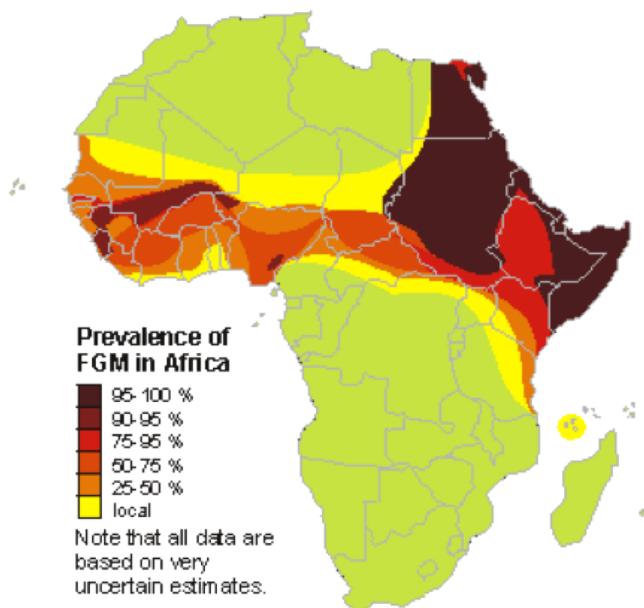 Prevalence of
FGM in Africa
95-100 %
90-95 %
75-95 %
50-75 %
25-50 %
local
Note that all data are
based on very
uncertain estimates.